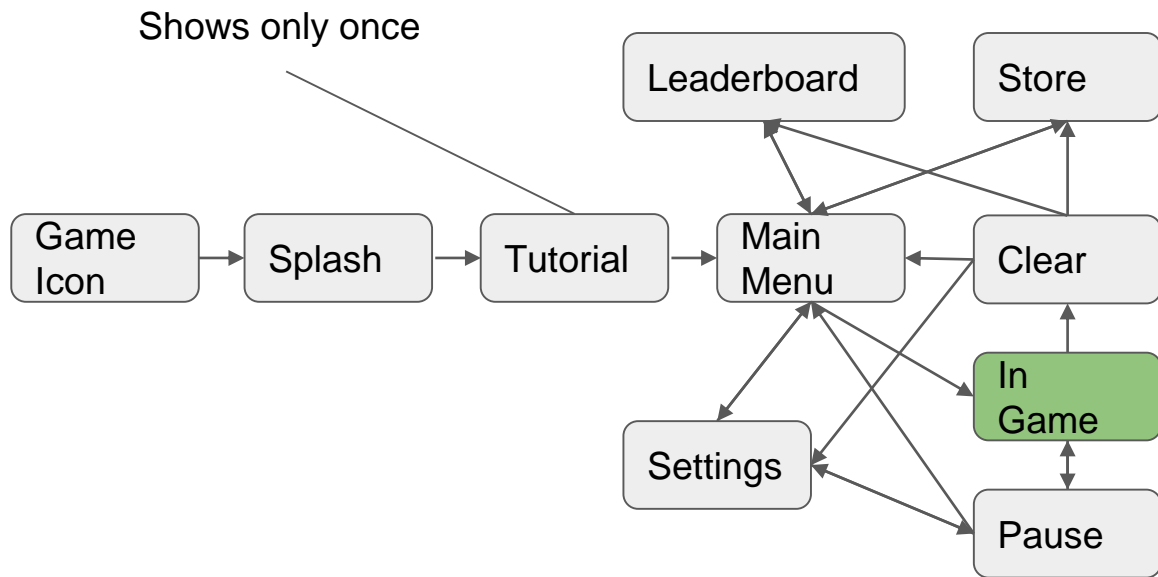 Shows only once
Leaderboard
Store
Game
Icon
Splash
Tutorial
Main
Menu
Clear
In
Game
Settings
Pause